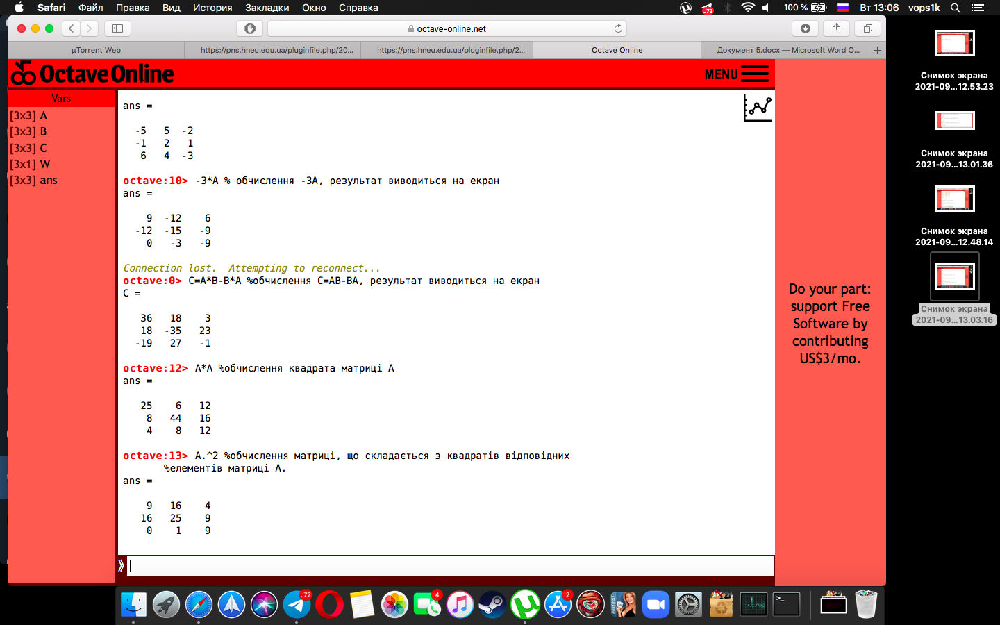 Safari Файл Правка Вид История Закладки Окно Справка 72 100 % Вт 13:06 vops1k
octave-online.net
µTorrent Web https://pns.hneu.edu.ua/pluginfile.php/20... https://pns.hneu.edu.ua/pluginfile.php/2... Octave Online Документ 5.docx — Microsoft Word O...
Octave Online MENU
Vars
[3x3] A
[3x3] B
[3x3] C
[3x1] W
[3x3] ans
ans =
-5 5 -2
-1 2 1
6 4 -3
octave:10> -3*A % обчислення -3A, результат виводиться на екран
ans =
9 -12 6
-12 -15 -9
0 -3 -9
Connection lost. Attempting to reconnect...
octave:0> C=A*B-B*A %обчислення C=AB-BA, результат виводиться на екран
C =
36 18 3
18 -35 23
-19 27 -1
octave:12> A*A %обчислення квадрата матриці A
ans =
25 6 12
8 44 16
4 8 12
octave:13> A.^2 %обчислення матриці, що складається з квадратів відповідних
%елементів матриці A.
ans =
9 16 4
16 25 9
0 1 9
»
Do your part:
support Free
Software by
contributing
US$3/mo.
Снимок экрана
2021-09...12.53.23
Снимок экрана
2021-09...13.01.36
Снимок экрана
2021-09...12.48.14
Снимок экрана
2021-09...13.03.16
..72 4 2